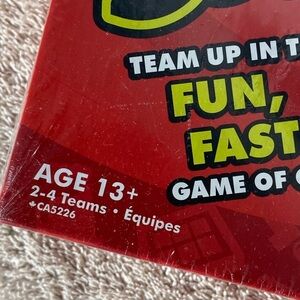 TEAM UP IN T
FUN,
FAST
GAME OF
AGE 13+
2-4 Teams • Équipes
CA5226